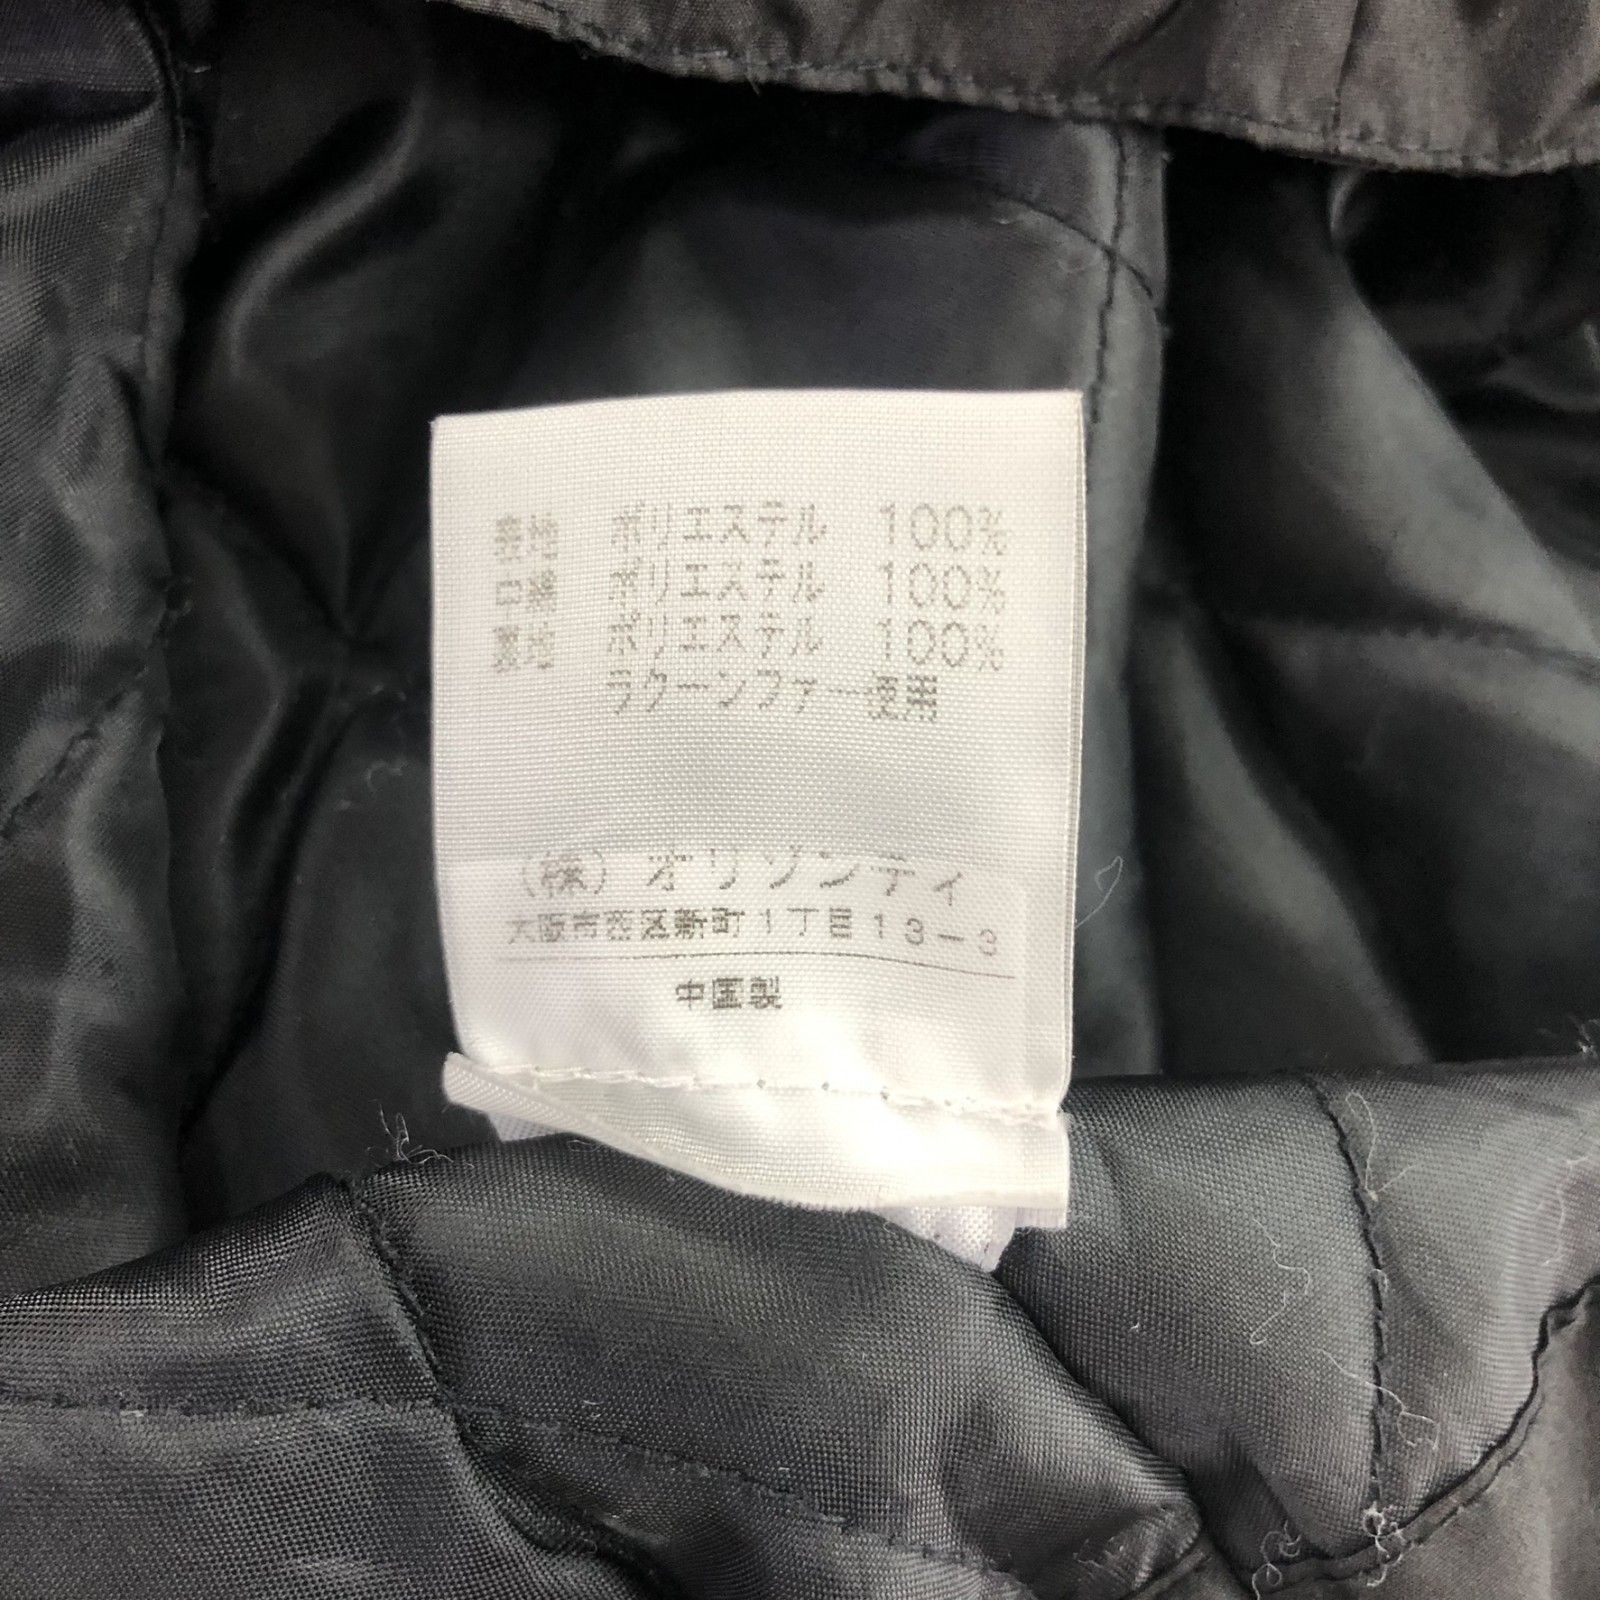 表地 ポリエステル 100%
中綿 ポリエステル 100%
裏地 ポリエステル 100%
ラクーンファー使用
(株)オリゾンティ
大阪市西区新町1丁目13-3
中国製